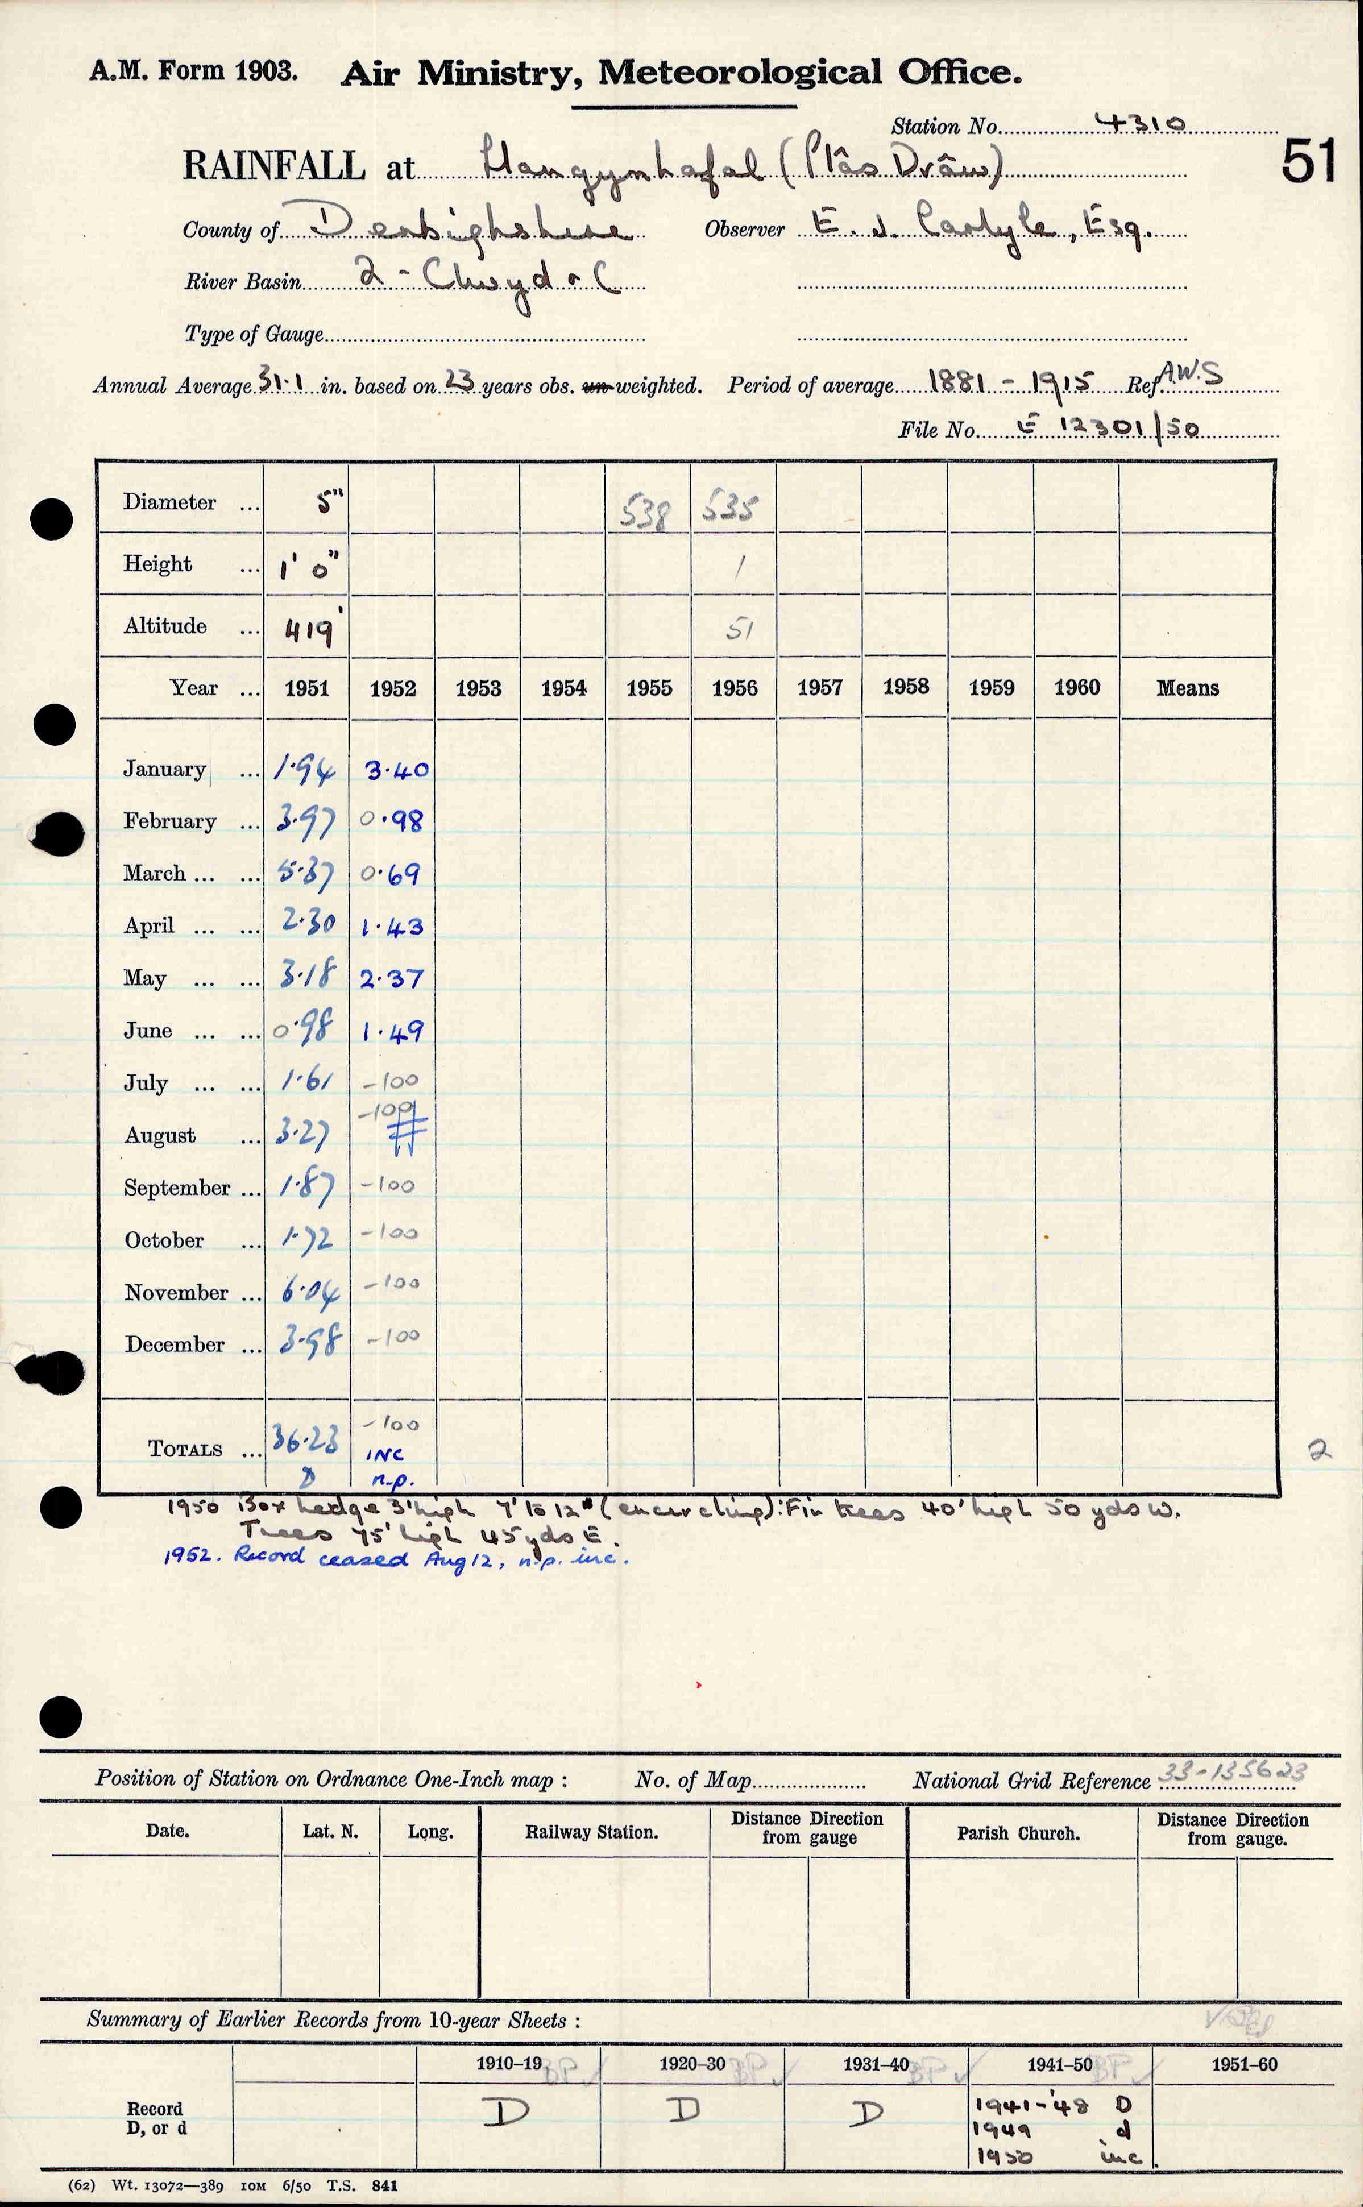 A.M. Form 1903. Air Ministry, Meteorological Office.
Station No. 4310
51
RAINFALL at Llangynhafal (Plâs Drâw)
County of Denbighshire Observer E. J. Carlyle, Esq.
River Basin 2 - Clwyd & C
Type of Gauge
Annual Average 31.1 in. based on 23 years obs. un-weighted. Period of average 1881 - 1915 Ref. A.W.S
File No. E 12301/50
Diameter ... 5" 538 535
Height ... 1' 0" 1
Altitude ... 419' 51
Year ... 1951 1952 1953 1954 1955 1956 1957 1958 1959 1960 Means
January ... 1.94 3.40
February ... 3.97 0.98
March ... ... 5.37 0.69
April ... ... 2.30 1.43
May ... ... 3.18 2.37
June ... ... 0.98 1.49
July ... ... 1.61 -100
August ... 3.27 -100
September ... 1.87 -100
October ... 1.72 -100
November ... 6.04 -100
December ... 3.98 -100
TOTALS ... 36.23 D -100 INC n.p.
2
1950 Box hedge 3' high 7' to 12" (encircling): Fir trees 40' high 50 yds W.
Trees 75' high 45 yds E.
1952. Record ceased Aug 12, n.p. inc.
Position of Station on Ordnance One-Inch map : No. of Map National Grid Reference 33-135623
Date. Lat. N. Long. Railway Station. Distance Direction from gauge Parish Church. Distance Direction from gauge.
Summary of Earlier Records from 10-year Sheets :
1910-19 BP ✓ 1920-30 BP ✓ 1931-40 BP ✓ 1941-50 BP ✓ 1951-60
Record D, or d D D D 1941-'48 D
1949 d
1950 inc.
(62) Wt. 13072—389 10M 6/50 T.S. 841